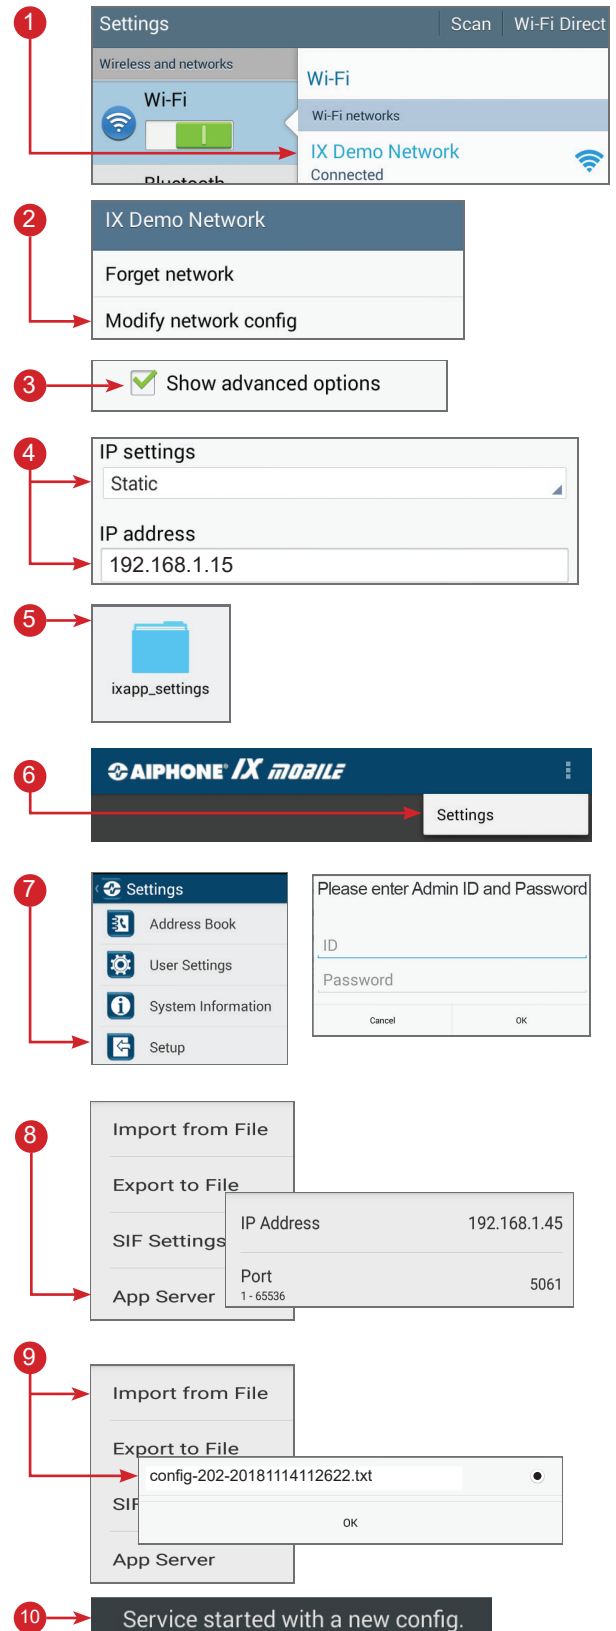 1
Settings
Scan
Wi-Fi Direct
Wireless and networks
Wi-Fi
Wi-Fi
Wi-Fi networks
IX Demo Network
Connected
Bluetooth
2
IX Demo Network
Forget network
Modify network config
3
Show advanced options
4
IP settings
Static
IP address
192.168.1.15
5
ixapp_settings
6
AIPHONE® IX MOBILE
Settings
7
Settings
Address Book
User Settings
System Information
Setup
Please enter Admin ID and Password
ID
Password
Cancel
OK
8
Import from File
Export to File
SIF Settings
App Server
IP Address 192.168.1.45
Port 5061
1 - 65536
9
Import from File
Export to File
config-202-20181114112622.txt
SIF
OK
App Server
10
Service started with a new config.